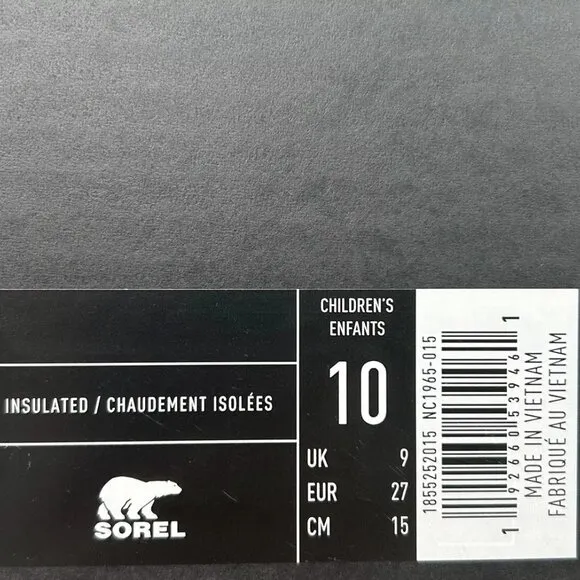 INSULATED / CHAUDEMENT ISOLÉES
SOREL
CHILDREN'S
ENFANTS
10
UK 9
EUR 27
CM 15
1855252015 NC1965-015
1 92660 53946 1
MADE IN VIETNAM
FABRIQUÉ AU VIETNAM